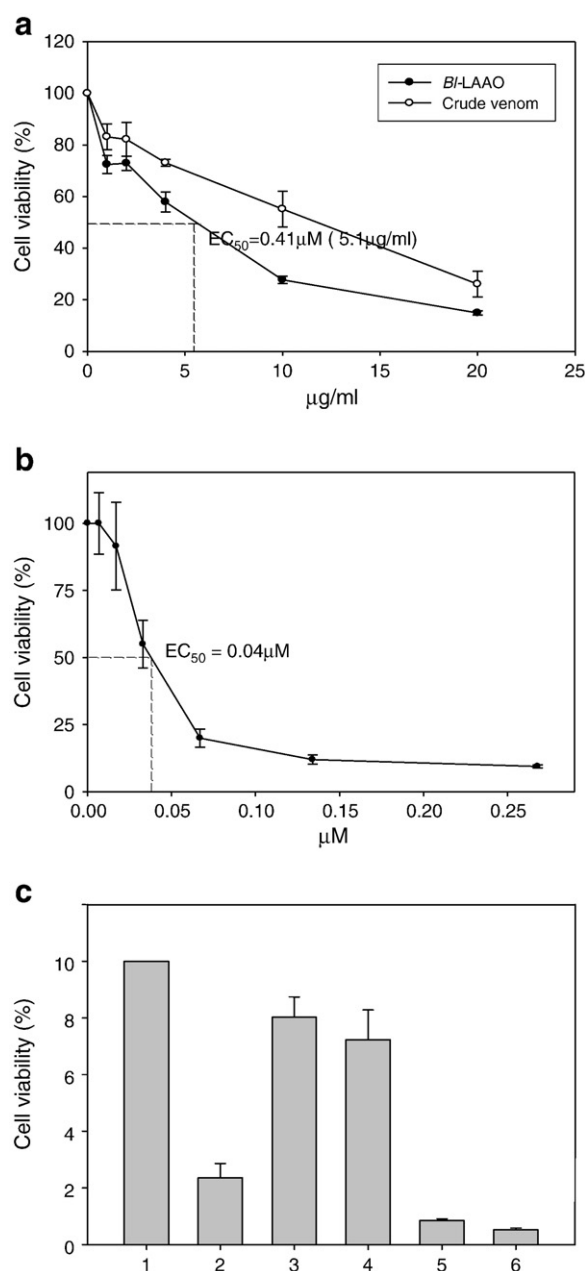 a
120
100
80
60
40
20
0
Cell viability (%)
Bl-LAAO
Crude venom
EC50=0.41μM ( 5.1μg/ml)
0 5 10 15 20 25
μg/ml
b
100
75
50
25
0
Cell viability (%)
EC50 = 0.04μM
0.00 0.05 0.10 0.15 0.20 0.25
μM
c
10
8
6
4
2
0
Cell viability (%)
1 2 3 4 5 6